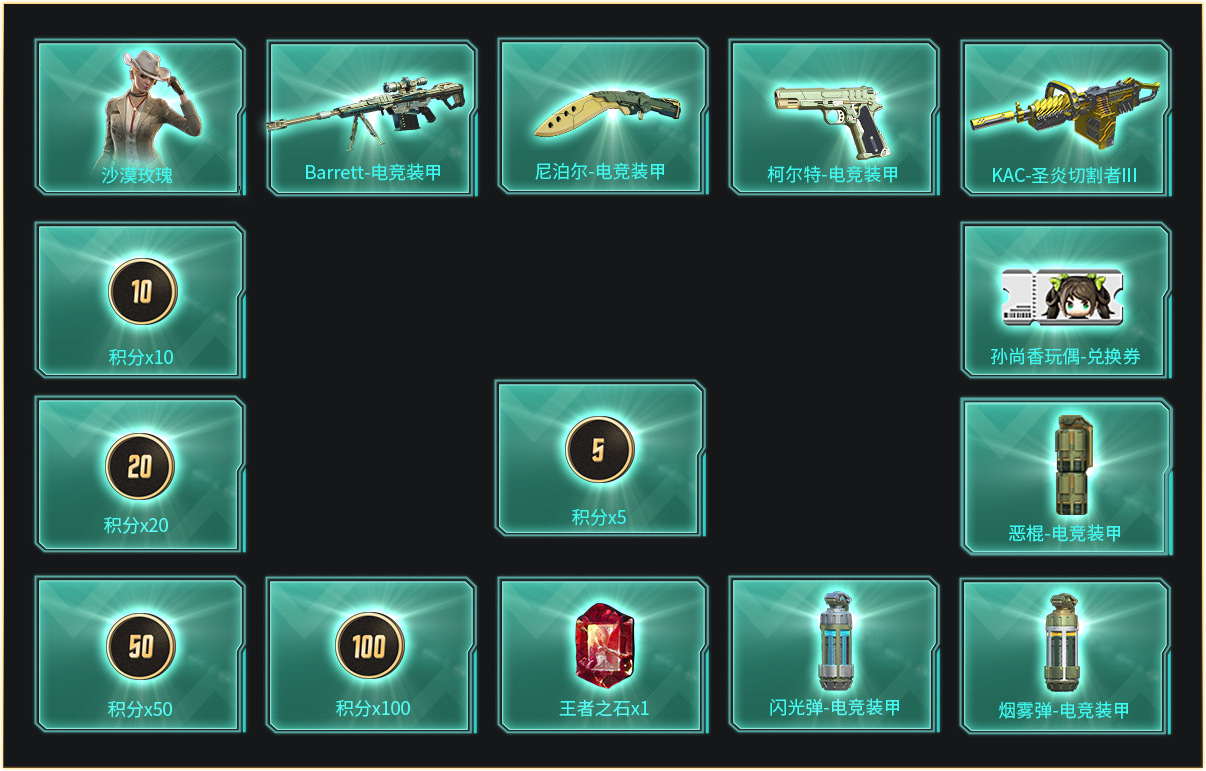 沙漠玫瑰
Barrett-电竞装甲
尼泊尔-电竞装甲
柯尔特-电竞装甲
KAC-圣炎切割者III
10
积分x10
孙尚香玩偶-兑换券
20
积分x20
5
积分x5
恶棍-电竞装甲
50
积分x50
100
积分x100
王者之石x1
闪光弹-电竞装甲
烟雾弹-电竞装甲